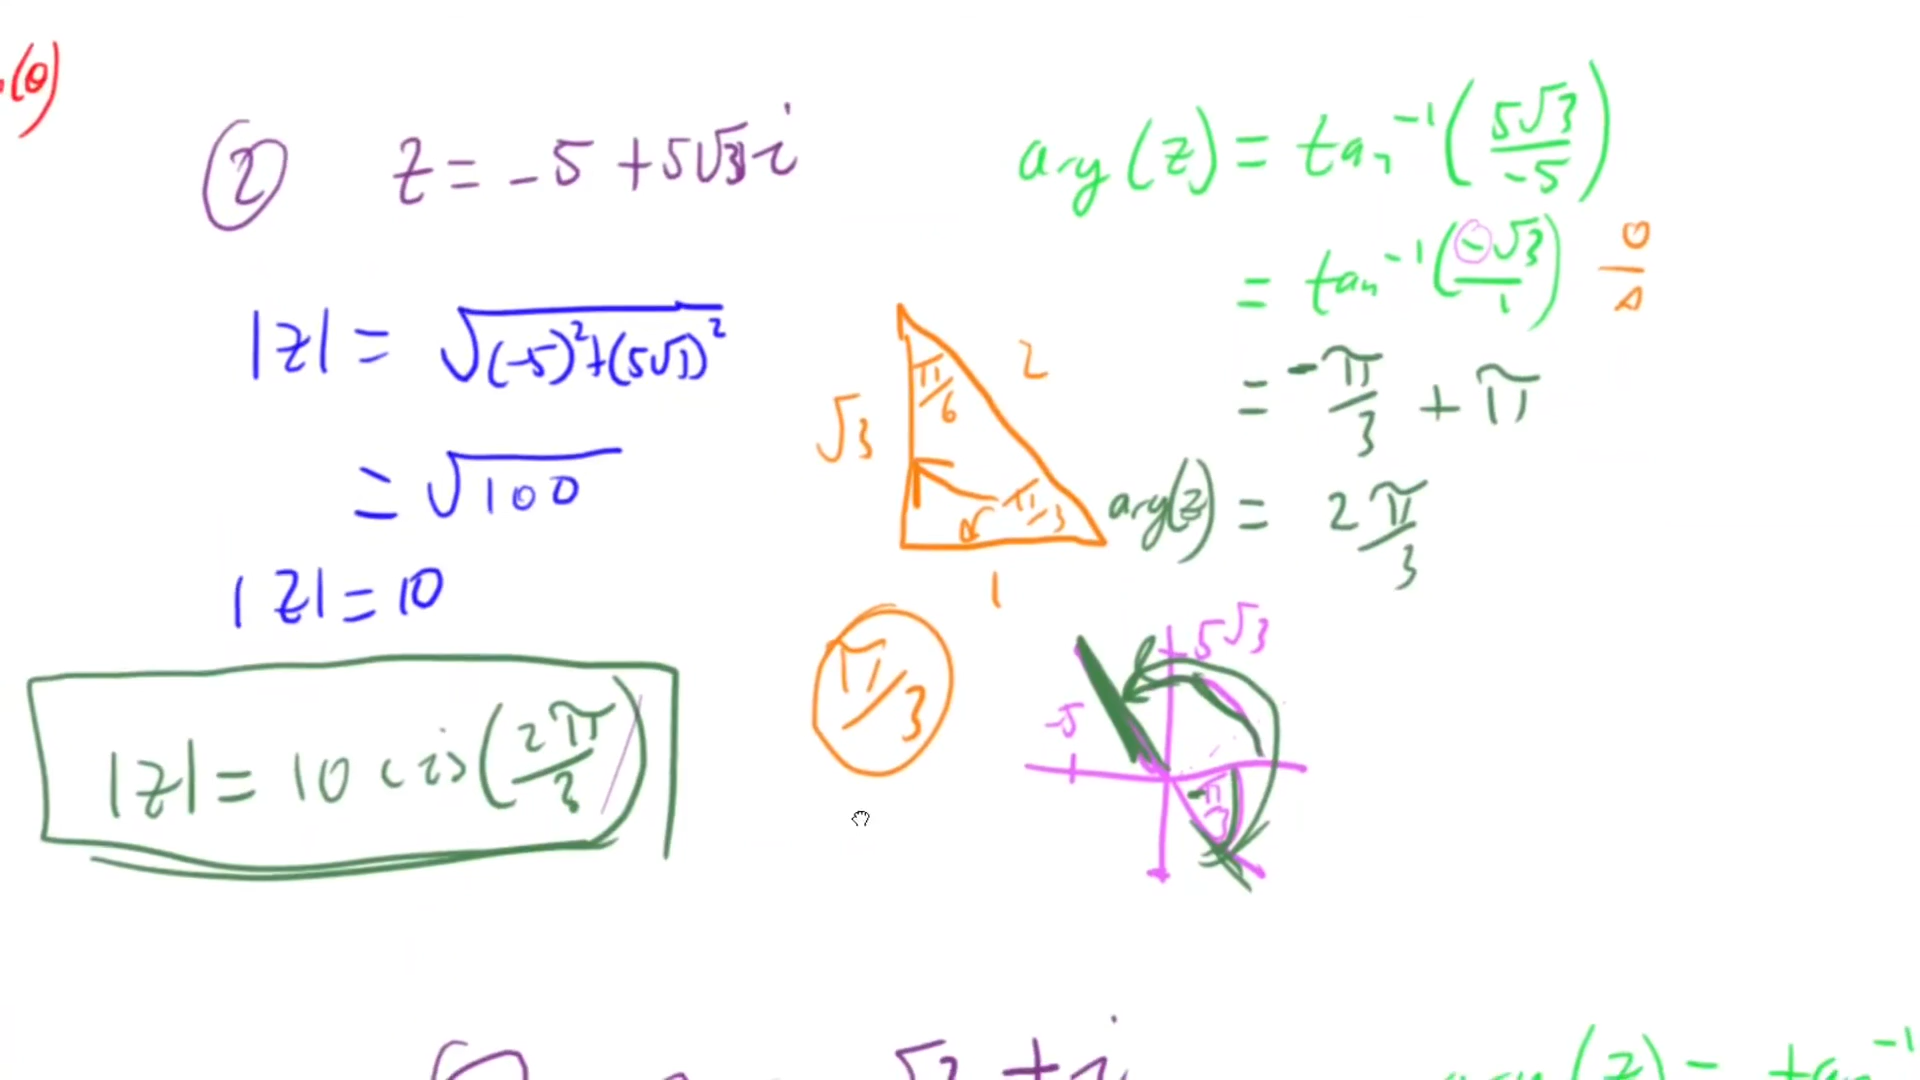 (θ)
② z = -5 + 5√3 i
|z| = √((-5)² + (5√3)²)
= √100
|z| = 10
|z| = 10 cis(2π/3)
√3
π/6
2
α π/3
1
π/3
arg(z) = tan⁻¹(5√3/-5)
= tan⁻¹(-√3/1) O/A
= -π/3 + π
arg(z) = 2π/3
5√3
-5
-π/3